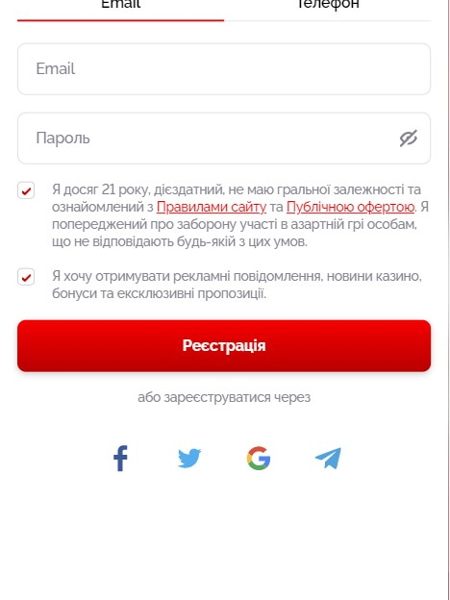 Email Телефон
Email
Пароль
Я досяг 21 року, дієздатний, не маю гральної залежності та
ознайомлений з Правилами сайту та Публічною офертою. Я
попереджений про заборону участі в азартній грі особам,
що не відповідають будь-якій з цих умов.
Я хочу отримувати рекламні повідомлення, новини казино,
бонуси та ексклюзивні пропозиції.
Реєстрація
або зареєструватися через